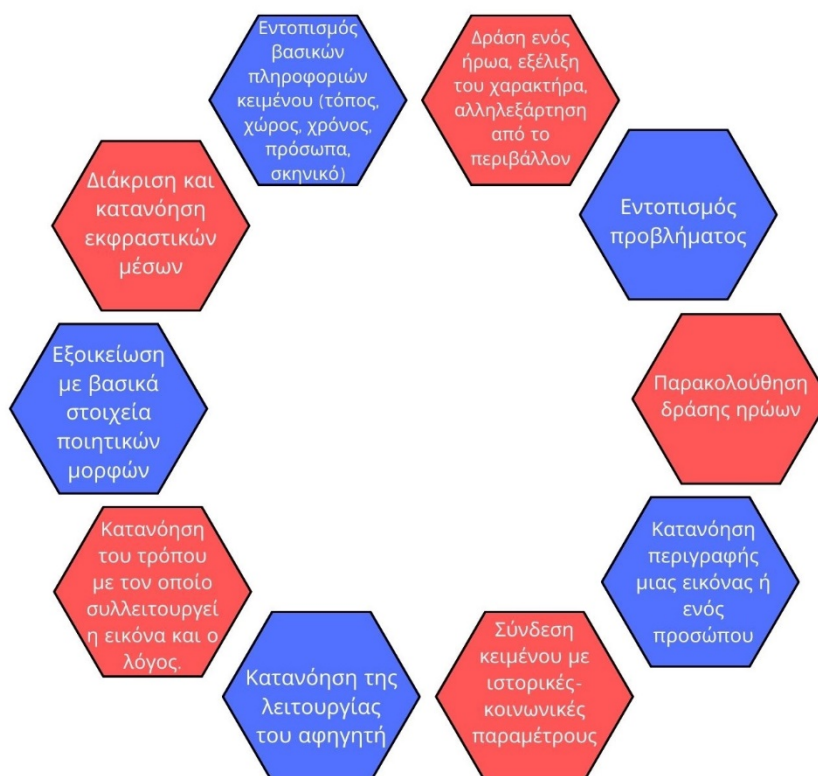 Εντοπισμός
βασικών
πληροφοριών
κειμένου (τόπος,
χώρος, χρόνος,
πρόσωπα,
σκηνικό)
Δράση ενός
ήρωα, εξέλιξη
του χαρακτήρα,
αλληλεξάρτηση
από το
περιβάλλον
Εντοπισμός
προβλήματος
Παρακολούθηση
δράσης ηρώων
Κατανόηση
περιγραφής
μιας εικόνας ή
ενός
προσώπου
Σύνδεση
κειμένου με
ιστορικές-
κοινωνικές
παραμέτρους
Κατανόηση της
λειτουργίας
του αφηγητή
Κατανόηση
του τρόπου
με τον οποίο
συλλειτουργεί
η εικόνα και ο
λόγος.
Εξοικείωση
με βασικά
στοιχεία
ποιητικών
μορφών
Διάκριση και
κατανόηση
εκφραστικών
μέσων